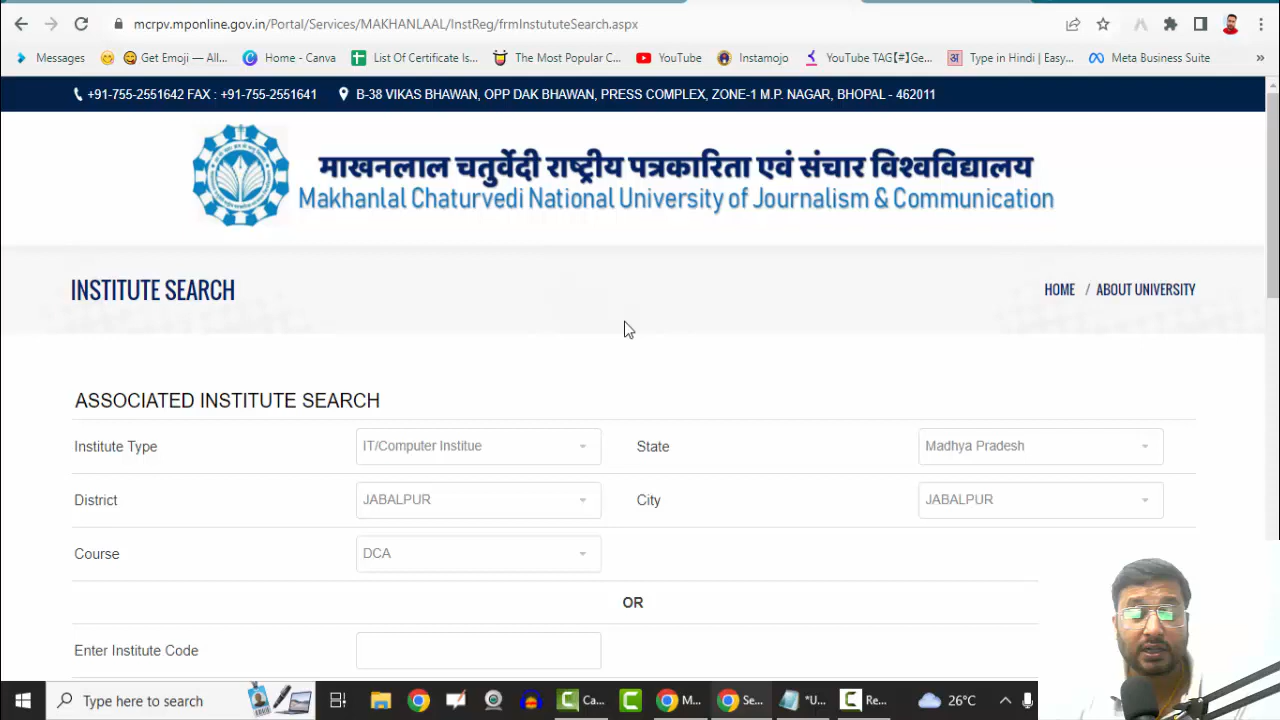 mcrpv.mponline.gov.in/Portal/Services/MAKHANLAAL/InstReg/frmInstututeSearch.aspx
Messages Get Emoji — All... Home - Canva List Of Certificate Is... The Most Popular C... YouTube Instamojo YouTube TAG【#】Ge... Type in Hindi | Easy... Meta Business Suite »
+91-755-2551642 FAX : +91-755-2551641 B-38 VIKAS BHAWAN, OPP DAK BHAWAN, PRESS COMPLEX, ZONE-1 M.P. NAGAR, BHOPAL - 462011
माखनलाल चतुर्वेदी राष्ट्रीय पत्रकारिता एवं संचार विश्वविद्यालय
Makhanlal Chaturvedi National University of Journalism & Communication
INSTITUTE SEARCH HOME / ABOUT UNIVERSITY
ASSOCIATED INSTITUTE SEARCH
Institute Type IT/Computer Institue State Madhya Pradesh
District JABALPUR City JABALPUR
Course DCA
OR
Enter Institute Code
Type here to search Ca... M... Se... *U... Re... 26°C